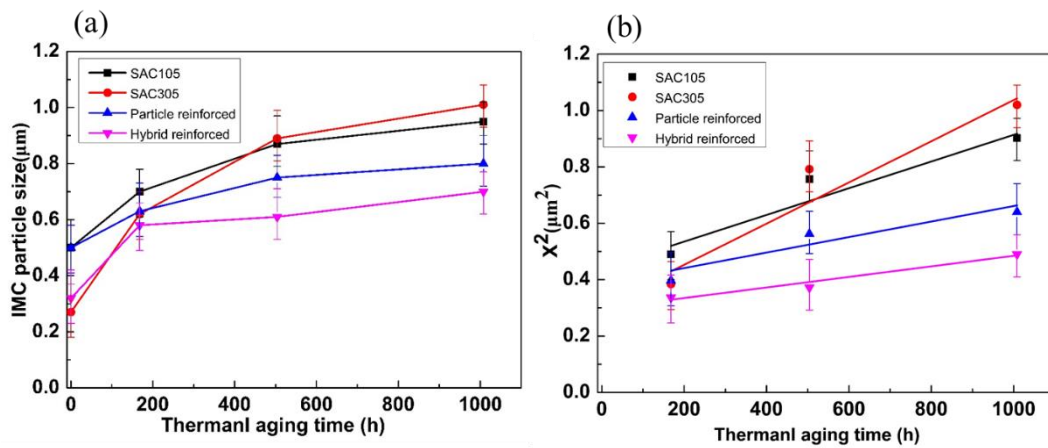 (a)
1.2
1.0
0.8
0.6
0.4
0.2
0.0
IMC particle size(μm)
SAC105
SAC305
Particle reinforced
Hybrid reinforced
0 200 400 600 800 1000
Thermanl aging time (h)
(b)
1.2
1.0
0.8
0.6
0.4
0.2
0.0
X²(μm²)
SAC105
SAC305
Particle reinforced
Hybrid reinforced
0 200 400 600 800 1000
Thermanl aging time (h)